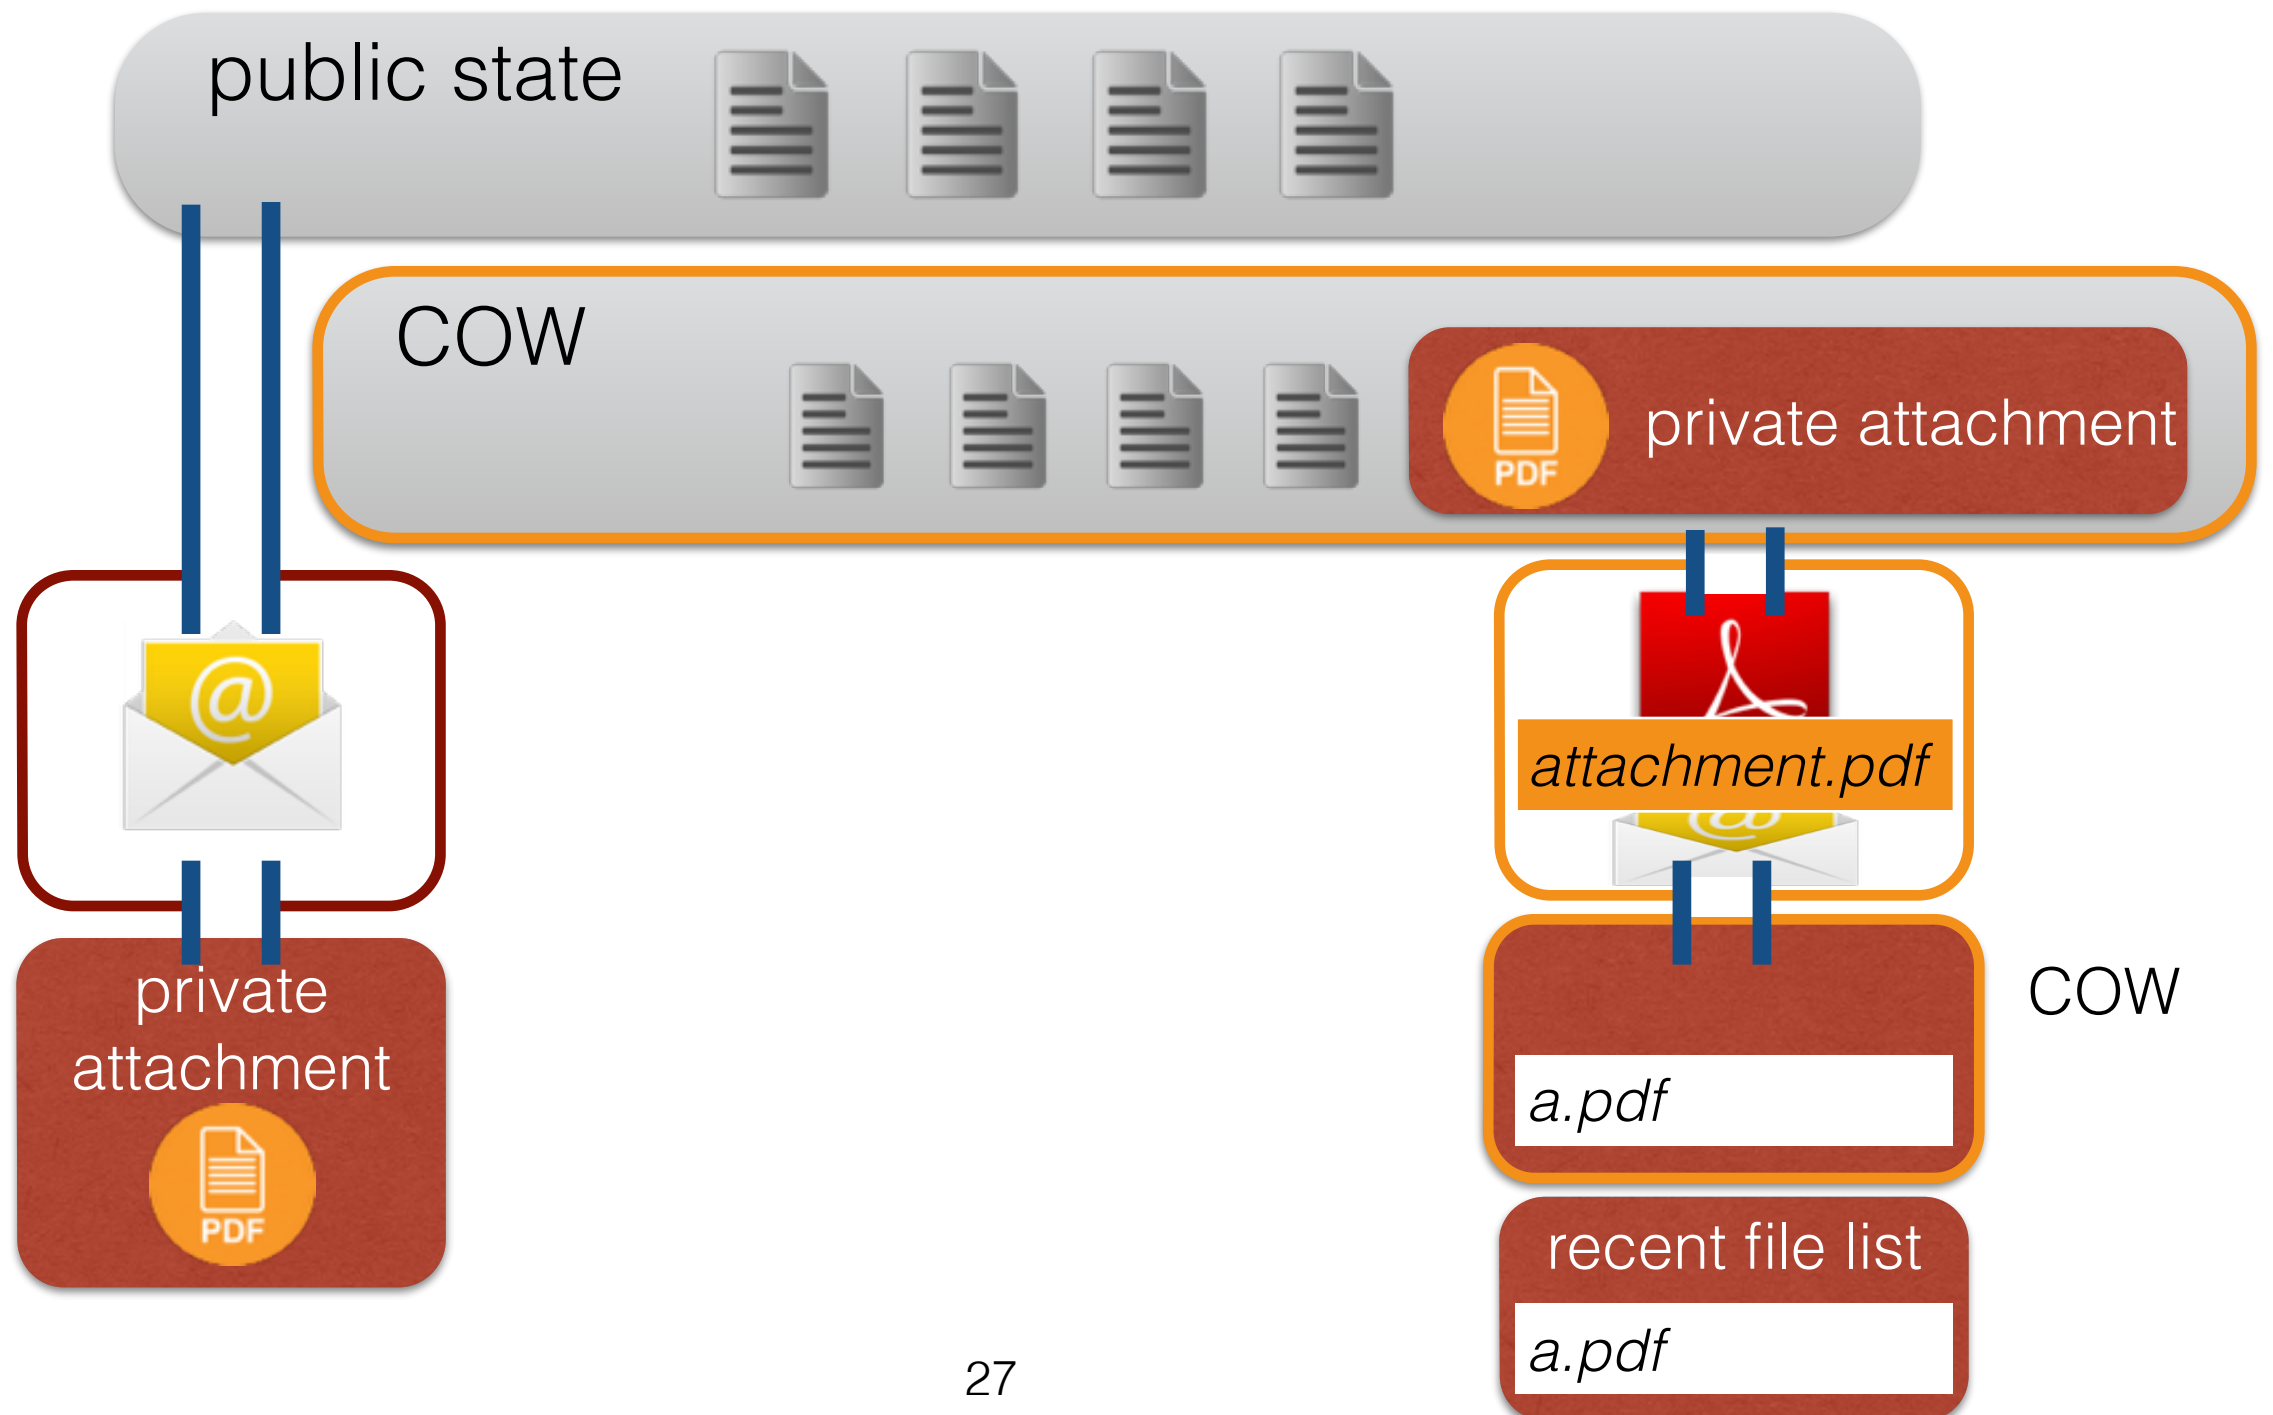 public state
COW
PDF
private attachment
@
attachment.pdf
@
private
attachment
PDF
COW
a.pdf
recent file list
a.pdf
27